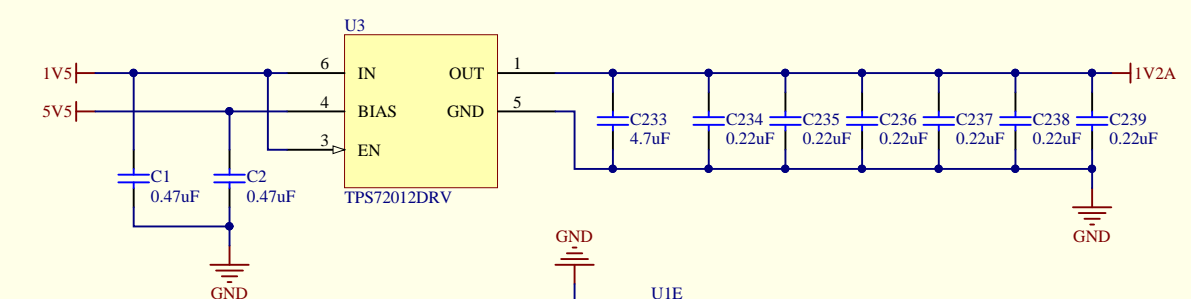 U3
1V5 6 IN OUT 1 1V2A
5V5 4 BIAS GND 5
3 EN
C233 C234 C235 C236 C237 C238 C239
4.7uF 0.22uF 0.22uF 0.22uF 0.22uF 0.22uF 0.22uF
C1 C2
0.47uF 0.47uF TPS72012DRV
GND GND
GND U1E